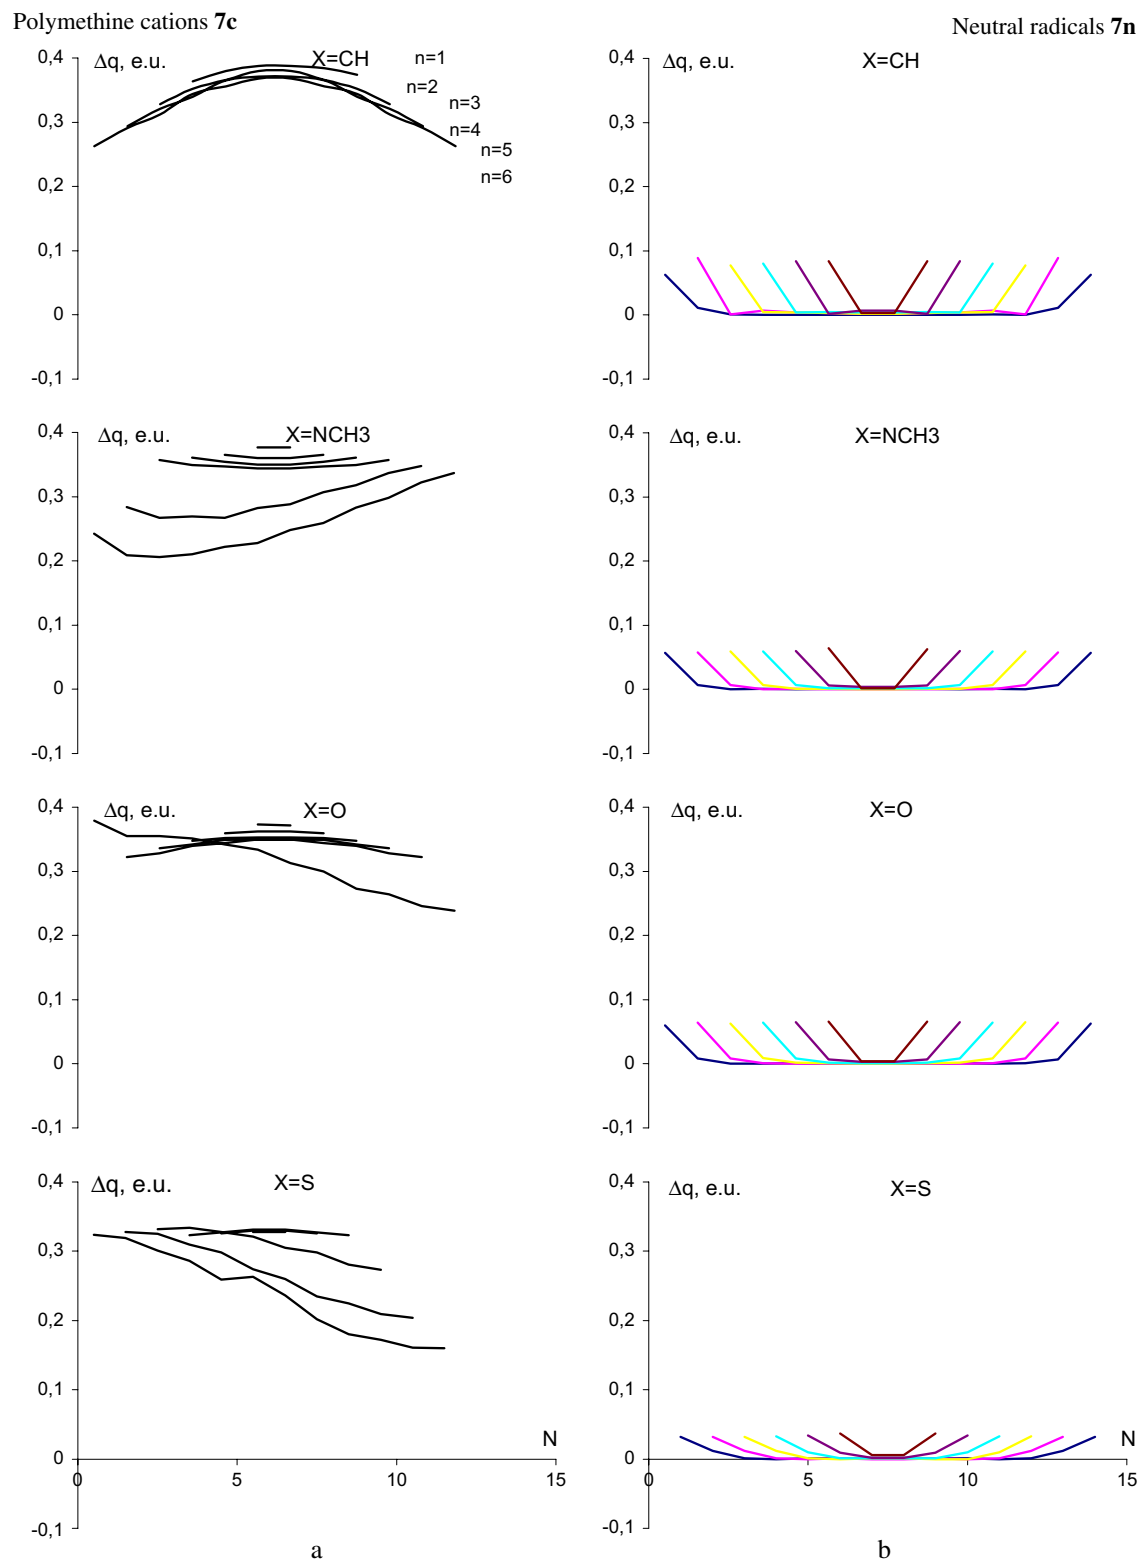 Polymethine cations 7c
Neutral radicals 7n
0,4
Δq, e.u.
X=CH
n=1
n=2
n=3
n=4
n=5
n=6
0,3
0,2
0,1
0
-0,1
0,4
Δq, e.u.
X=CH
0,3
0,2
0,1
0
-0,1
0,4
Δq, e.u.
X=NCH3
0,3
0,2
0,1
0
-0,1
0,4
Δq, e.u.
X=NCH3
0,3
0,2
0,1
0
-0,1
0,4
Δq, e.u.
X=O
0,3
0,2
0,1
0
-0,1
0,4
Δq, e.u.
X=O
0,3
0,2
0,1
0
-0,1
0,4
Δq, e.u.
X=S
0,3
0,2
0,1
0
N
0 5 10 15
-0,1
a
0,4
Δq, e.u.
X=S
0,3
0,2
0,1
0
N
0 5 10 15
-0,1
b